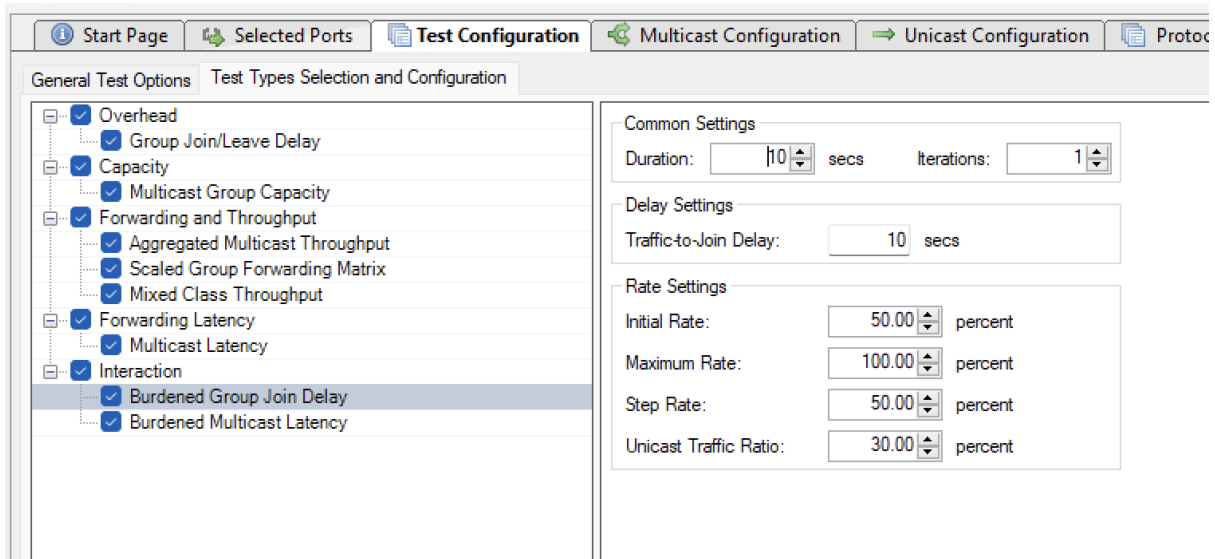 Start Page Selected Ports Test Configuration Multicast Configuration Unicast Configuration Protoc
General Test Options Test Types Selection and Configuration
Overhead
Group Join/Leave Delay
Capacity
Multicast Group Capacity
Forwarding and Throughput
Aggregated Multicast Throughput
Scaled Group Forwarding Matrix
Mixed Class Throughput
Forwarding Latency
Multicast Latency
Interaction
Burdened Group Join Delay
Burdened Multicast Latency
Common Settings
Duration: 10 secs Iterations: 1
Delay Settings
Traffic-to-Join Delay: 10 secs
Rate Settings
Initial Rate: 50.00 percent
Maximum Rate: 100.00 percent
Step Rate: 50.00 percent
Unicast Traffic Ratio: 30.00 percent